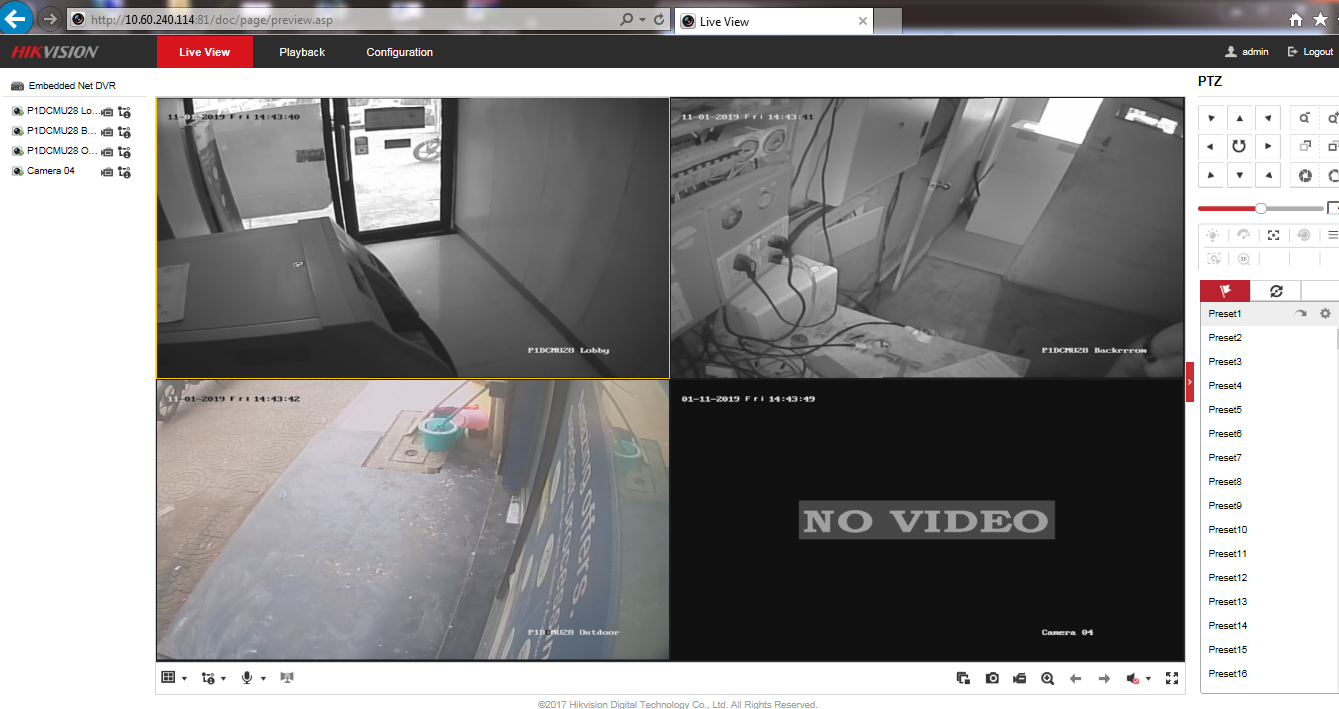 http://10.60.240.114:81/doc/page/preview.asp
Live View
HIKVISION
Live View
Playback
Configuration
admin
Logout
Embedded Net DVR
P1DCMU28 Lo...
P1DCMU28 B...
P1DCMU28 O...
Camera 04
11-01-2019 Fri 14:43:40
P1DCMU28 Lobby
11-01-2019 Fri 14:43:41
P1DCMU28 Backrrrom
11-01-2019 Fri 14:43:42
P1DCMU28 Outdoor
01-11-2019 Fri 14:43:49
NO VIDEO
Camera 04
PTZ
Preset1
Preset2
Preset3
Preset4
Preset5
Preset6
Preset7
Preset8
Preset9
Preset10
Preset11
Preset12
Preset13
Preset14
Preset15
Preset16
©2017 Hikvision Digital Technology Co., Ltd. All Rights Reserved.